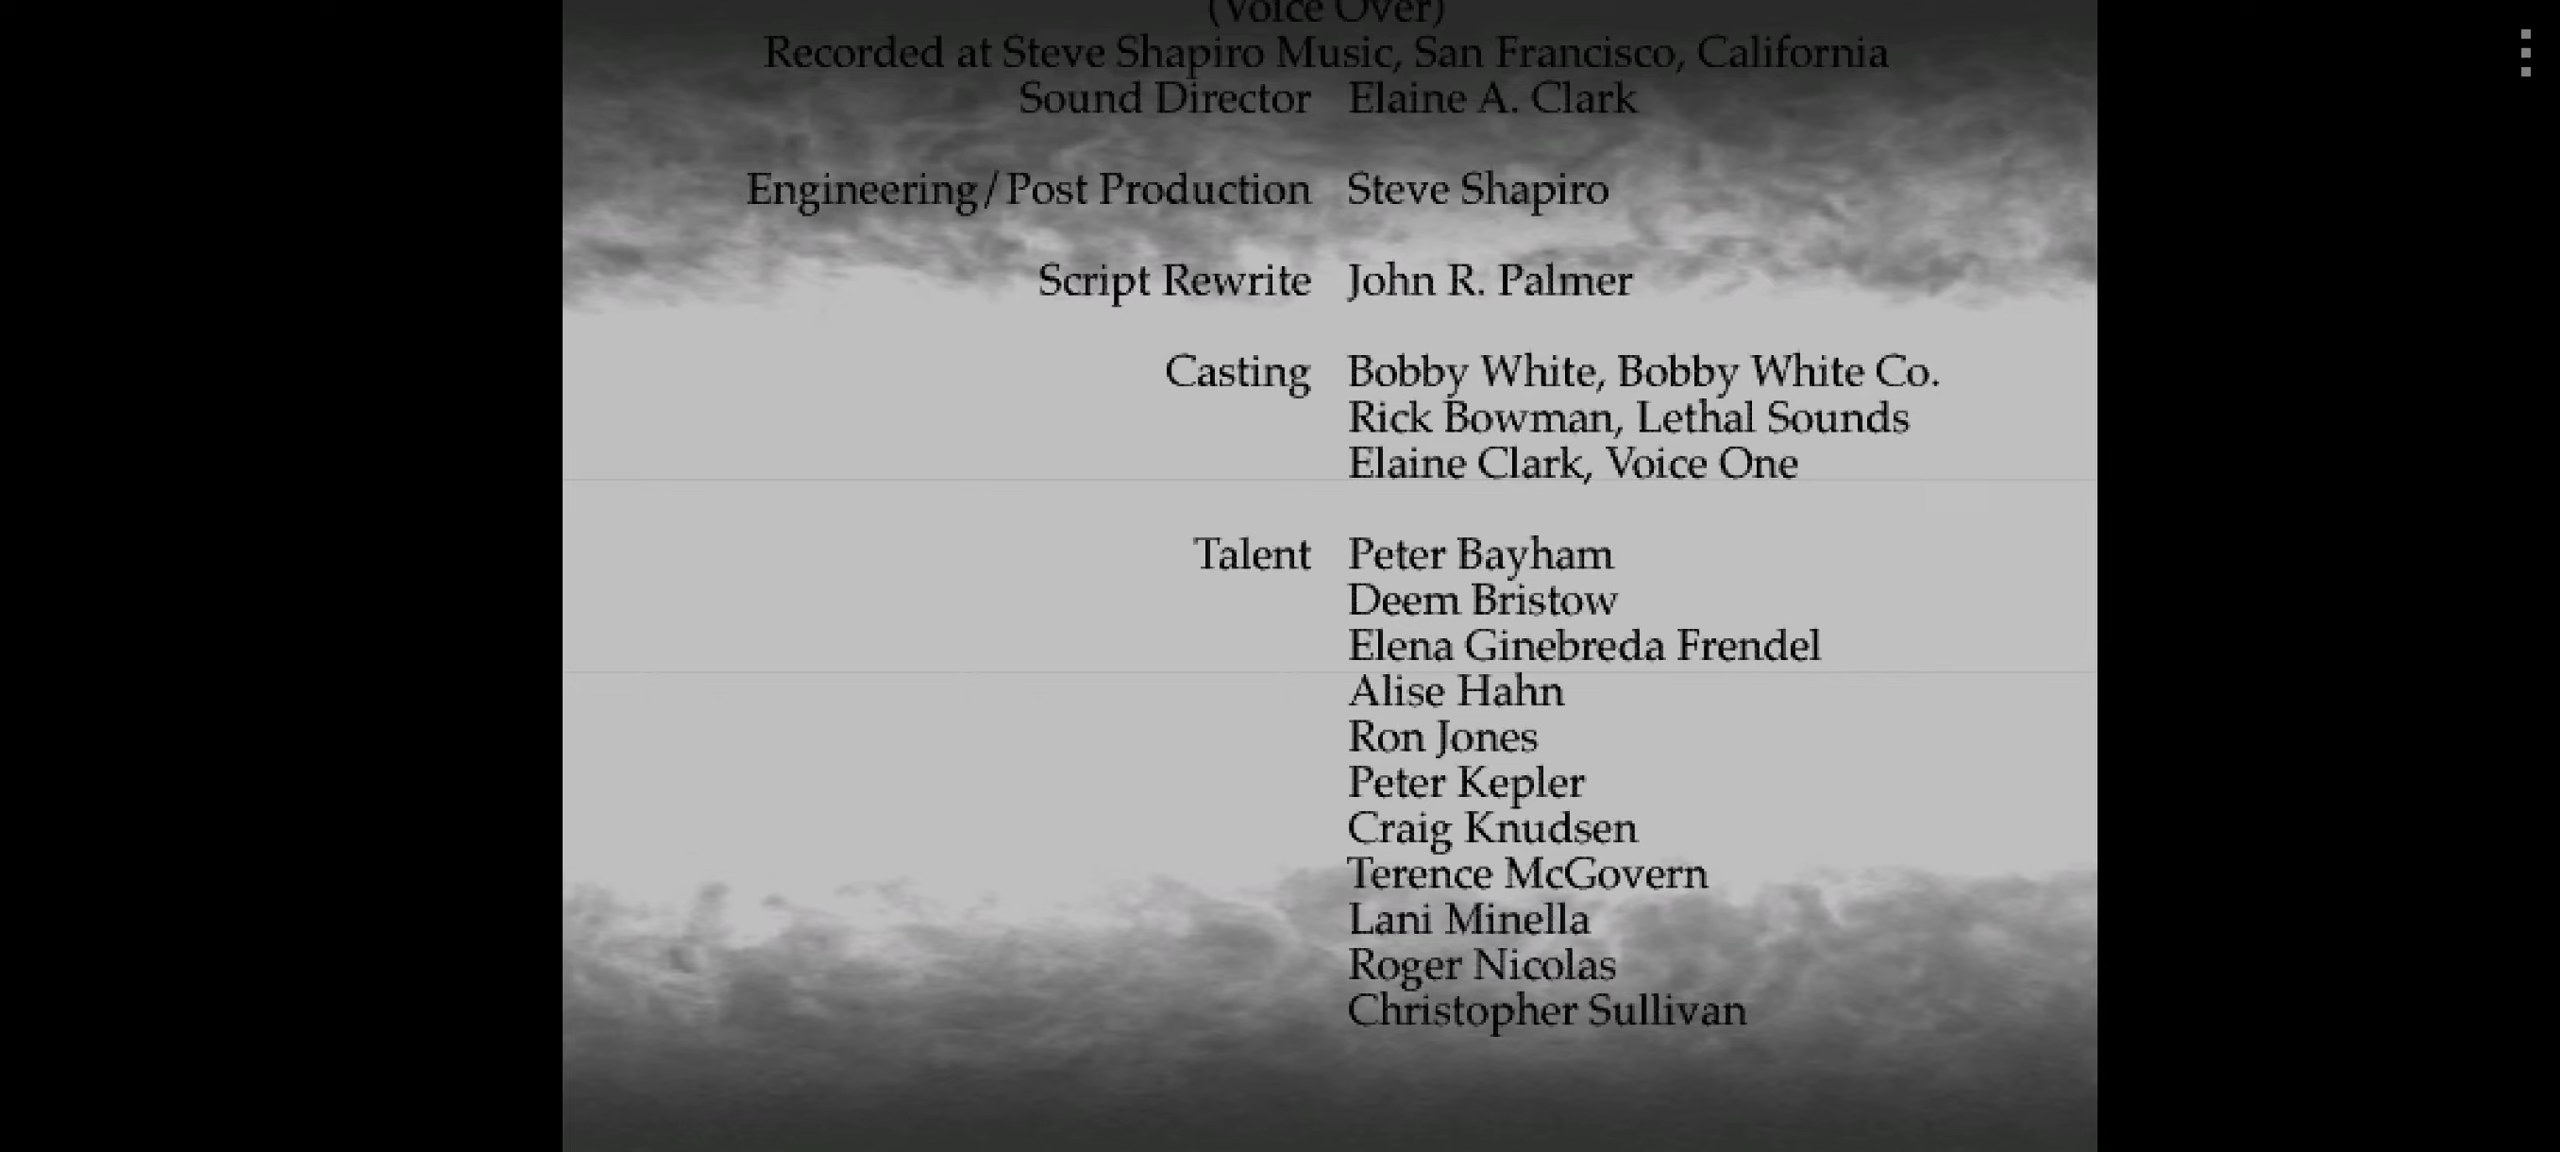 (Voice Over)
Recorded at Steve Shapiro Music, San Francisco, California
Sound Director Elaine A. Clark
Engineering/Post Production Steve Shapiro
Script Rewrite John R. Palmer
Casting Bobby White, Bobby White Co.
Rick Bowman, Lethal Sounds
Elaine Clark, Voice One
Talent Peter Bayham
Deem Bristow
Elena Ginebreda Frendel
Alise Hahn
Ron Jones
Peter Kepler
Craig Knudsen
Terence McGovern
Lani Minella
Roger Nicolas
Christopher Sullivan